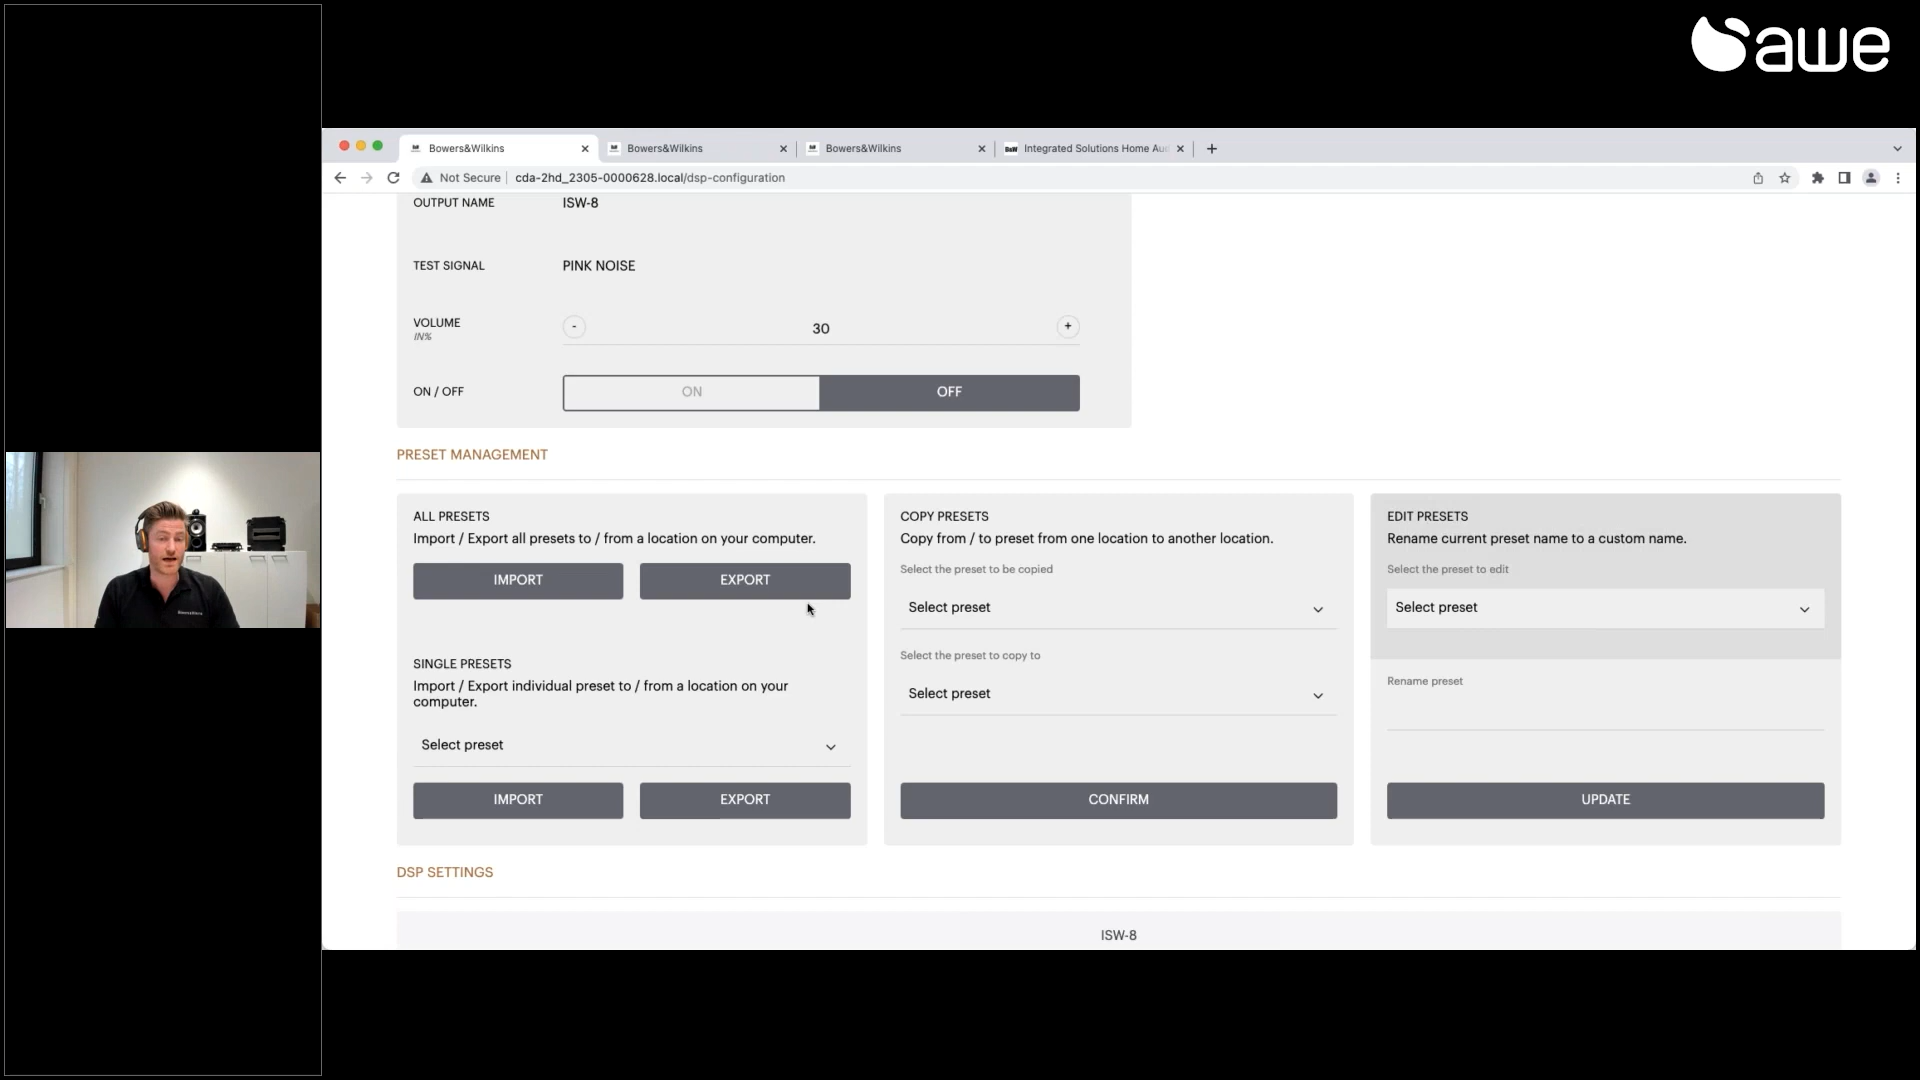 awe
Bowers&Wilkins
Bowers&Wilkins
Bowers&Wilkins
B&W
Integrated Solutions Home Au
Not Secure
cda-2hd_2305-0000628.local/dsp-configuration
OUTPUT NAME
ISW-8
TEST SIGNAL
PINK NOISE
VOLUME
IN%
-
30
+
ON / OFF
ON
OFF
PRESET MANAGEMENT
ALL PRESETS
Import / Export all presets to / from a location on your computer.
IMPORT
EXPORT
SINGLE PRESETS
Import / Export individual preset to / from a location on your
computer.
Select preset
IMPORT
EXPORT
COPY PRESETS
Copy from / to preset from one location to another location.
Select the preset to be copied
Select preset
Select the preset to copy to
Select preset
CONFIRM
EDIT PRESETS
Rename current preset name to a custom name.
Select the preset to edit
Select preset
Rename preset
UPDATE
DSP SETTINGS
ISW-8